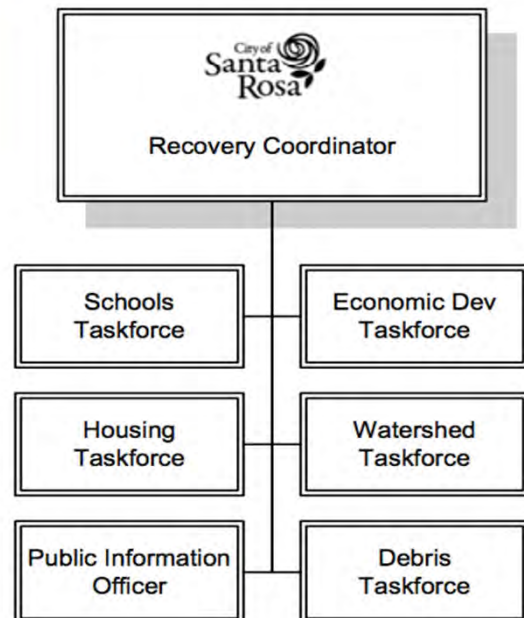 City of
Santa
Rosa
Recovery Coordinator
Schools
Taskforce
Economic Dev
Taskforce
Housing
Taskforce
Watershed
Taskforce
Public Information
Officer
Debris
Taskforce